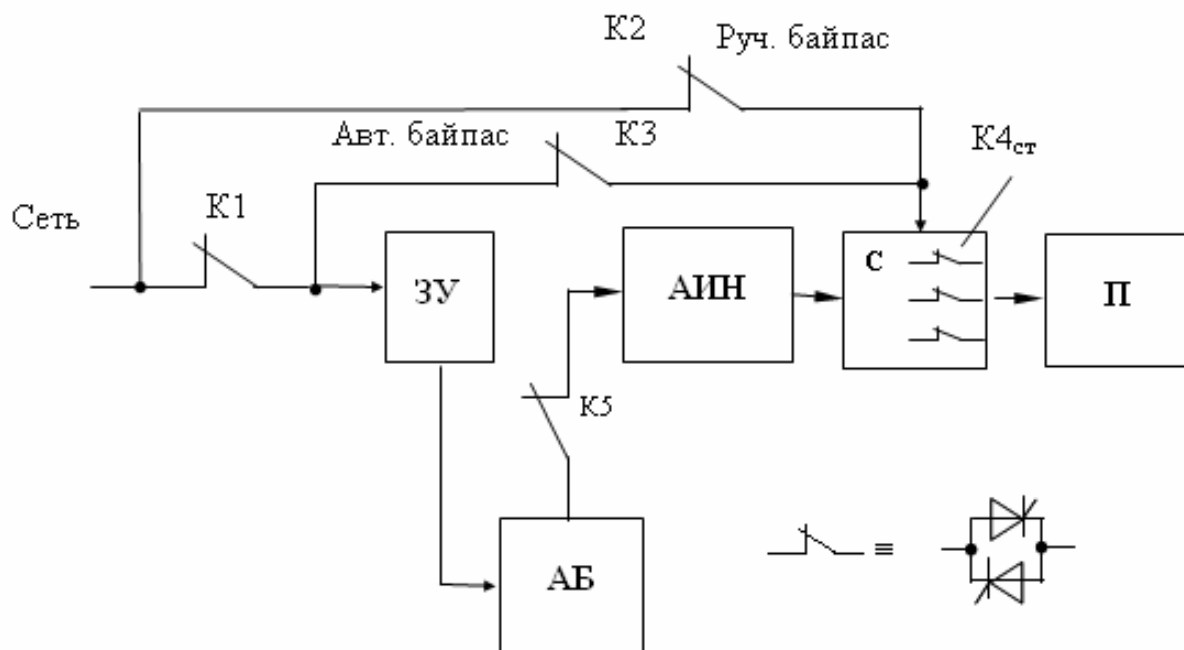 К2
Руч. байпас
Авт. байпас
К3
К4ст
Сеть
К1
ЗУ
АИН
С
П
К5
АБ
≡